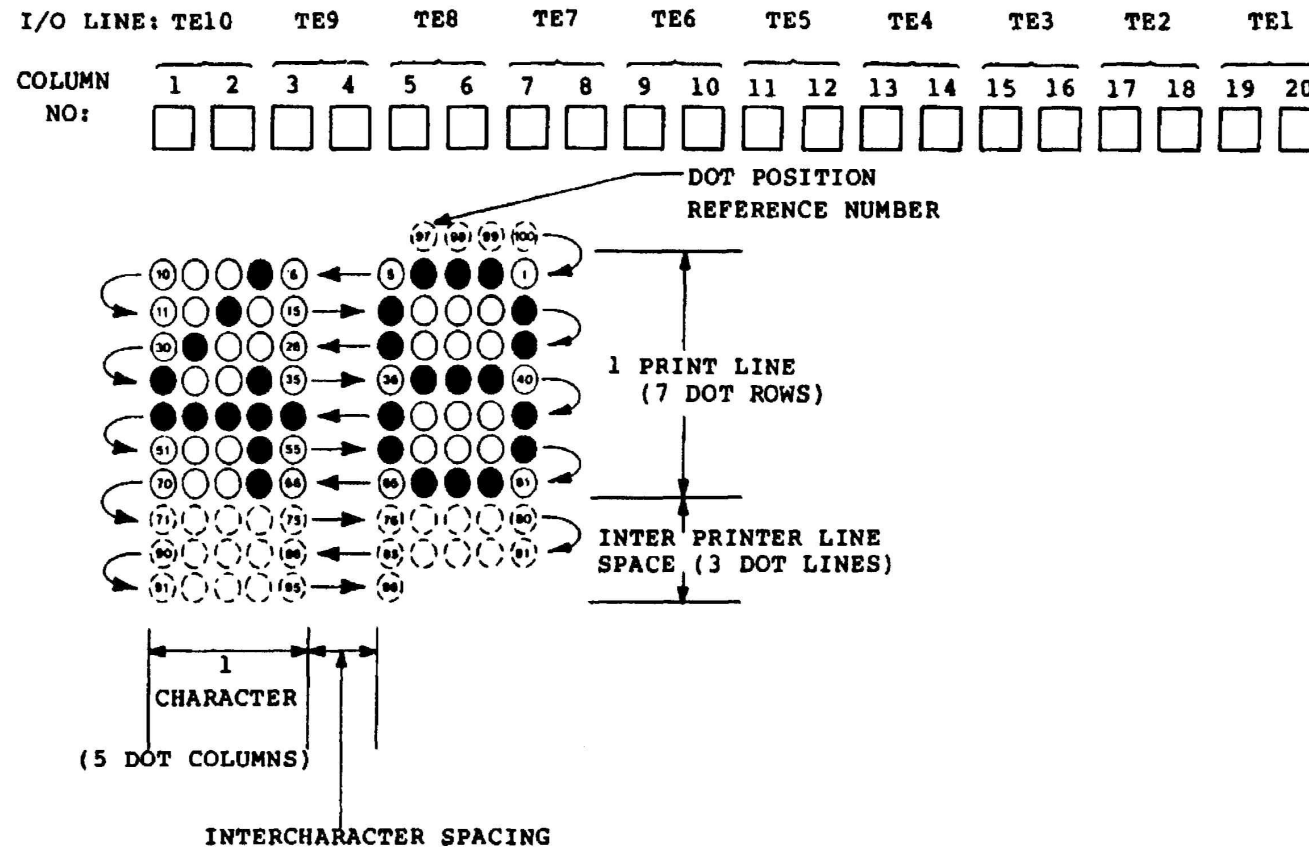 I/O LINE: TE10 TE9 TE8 TE7 TE6 TE5 TE4 TE3 TE2 TE1
COLUMN NO: 1 2 3 4 5 6 7 8 9 10 11 12 13 14 15 16 17 18 19 20
DOT POSITION
REFERENCE NUMBER
97 98 99 100
10 6 5 1
11 15
30 26
35 36 40
51 55
70 66 65 61
71 75 76 80
90 86 85 81
91 95 96
1 PRINT LINE
(7 DOT ROWS)
INTER PRINTER LINE
SPACE (3 DOT LINES)
1
CHARACTER
(5 DOT COLUMNS)
INTERCHARACTER SPACING